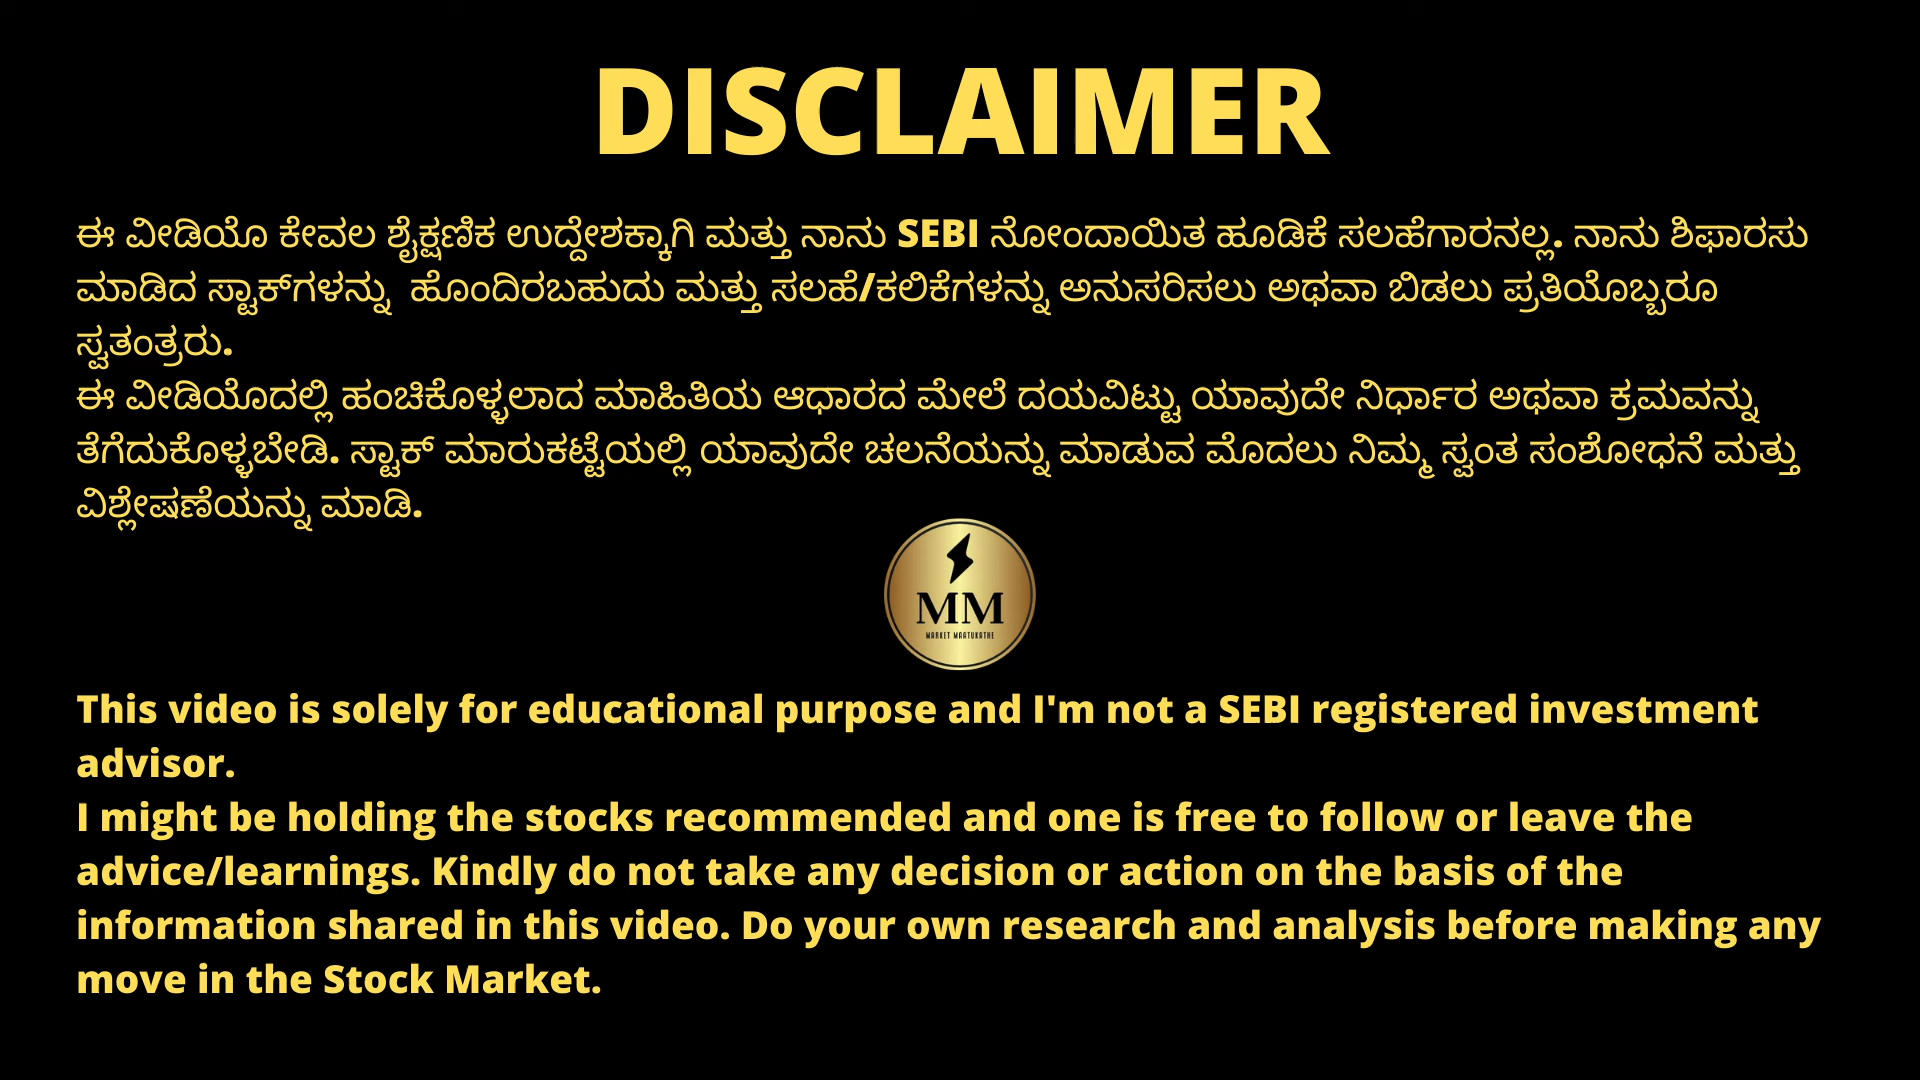 DISCLAIMER
ಈ ವೀಡಿಯೊ ಕೇವಲ ಶೈಕ್ಷಣಿಕ ಉದ್ದೇಶಕ್ಕಾಗಿ ಮತ್ತು ನಾನು SEBI ನೋಂದಾಯಿತ ಹೂಡಿಕೆ ಸಲಹೆಗಾರನಲ್ಲ. ನಾನು ಶಿಫಾರಸು
ಮಾಡಿದ ಸ್ಟಾಕ್‌ಗಳನ್ನು ಹೊಂದಿರಬಹುದು ಮತ್ತು ಸಲಹೆ/ಕಲಿಕೆಗಳನ್ನು ಅನುಸರಿಸಲು ಅಥವಾ ಬಿಡಲು ಪ್ರತಿಯೊಬ್ಬರೂ
ಸ್ವತಂತ್ರರು.
ಈ ವೀಡಿಯೊದಲ್ಲಿ ಹಂಚಿಕೊಳ್ಳಲಾದ ಮಾಹಿತಿಯ ಆಧಾರದ ಮೇಲೆ ದಯವಿಟ್ಟು ಯಾವುದೇ ನಿರ್ಧಾರ ಅಥವಾ ಕ್ರಮವನ್ನು
ತೆಗೆದುಕೊಳ್ಳಬೇಡಿ. ಸ್ಟಾಕ್ ಮಾರುಕಟ್ಟೆಯಲ್ಲಿ ಯಾವುದೇ ಚಲನೆಯನ್ನು ಮಾಡುವ ಮೊದಲು ನಿಮ್ಮ ಸ್ವಂತ ಸಂಶೋಧನೆ ಮತ್ತು
ವಿಶ್ಲೇಷಣೆಯನ್ನು ಮಾಡಿ.
MM
MARKET MAATUKATHE
This video is solely for educational purpose and I'm not a SEBI registered investment
advisor.
I might be holding the stocks recommended and one is free to follow or leave the
advice/learnings. Kindly do not take any decision or action on the basis of the
information shared in this video. Do your own research and analysis before making any
move in the Stock Market.